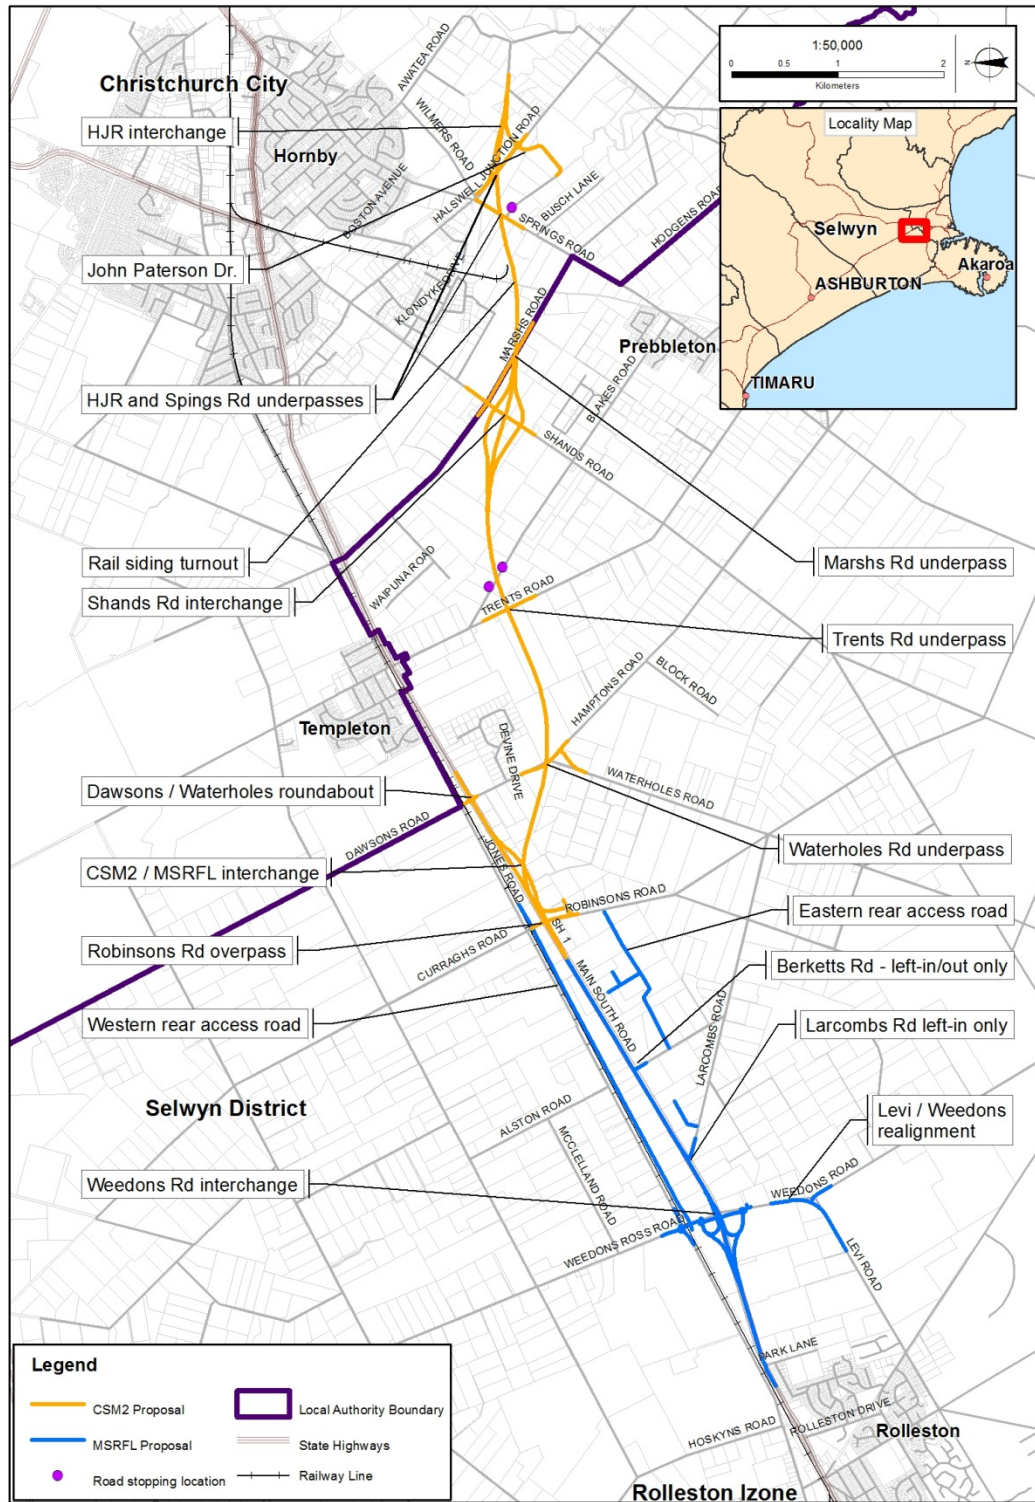 1:50,000
0 0.5 1 2
Kilometers
N
Locality Map
Selwyn
Akaroa
ASHBURTON
TIMARU
Christchurch City
AWATEA ROAD
HJR interchange
WILMERS ROAD
Hornby
HALSWELL JUNCTION ROAD
BOSTON AVENUE
BUSCH LANE
SPRINGS ROAD
HODGENS ROAD
John Paterson Dr.
KLONDYKE DRIVE
MARSHS ROAD
Prebbleton
HJR and Spings Rd underpasses
BLAKES ROAD
SHANDS ROAD
Rail siding turnout
Marshs Rd underpass
WAIPUNA ROAD
Shands Rd interchange
TRENTS ROAD
Trents Rd underpass
HAMPTONS ROAD
BLOCK ROAD
Templeton
DEVINE DRIVE
WATERHOLES ROAD
Dawsons / Waterholes roundabout
DAWSONS ROAD
JONES ROAD
Waterholes Rd underpass
CSM2 / MSRFL interchange
ROBINSONS ROAD
Eastern rear access road
SH 1
Robinsons Rd overpass
CURRAGHS ROAD
MAIN SOUTH ROAD
Berketts Rd - left-in/out only
Western rear access road
LARCOMBS ROAD
Larcombs Rd left-in only
Selwyn District
ALSTON ROAD
Levi / Weedons
realignment
MCCLELLAND ROAD
Weedons Rd interchange
WEEDONS ROAD
WEEDONS ROSS ROAD
LEVI ROAD
PARK LANE
HOSKYNS ROAD
ROLLESTON DRIVE
Rolleston
Rolleston Izone
Legend
CSM2 Proposal
Local Authority Boundary
MSRFL Proposal
State Highways
Road stopping location
Railway Line